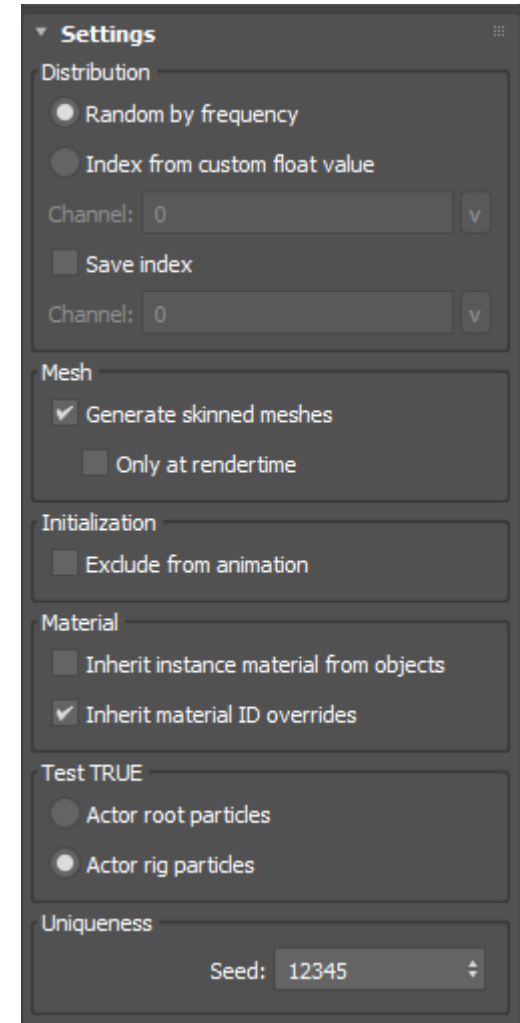 Settings
Distribution
Random by frequency
Index from custom float value
Channel: 0 v
Save index
Channel: 0 v
Mesh
Generate skinned meshes
Only at rendertime
Initialization
Exclude from animation
Material
Inherit instance material from objects
Inherit material ID overrides
Test TRUE
Actor root particles
Actor rig particles
Uniqueness
Seed: 12345